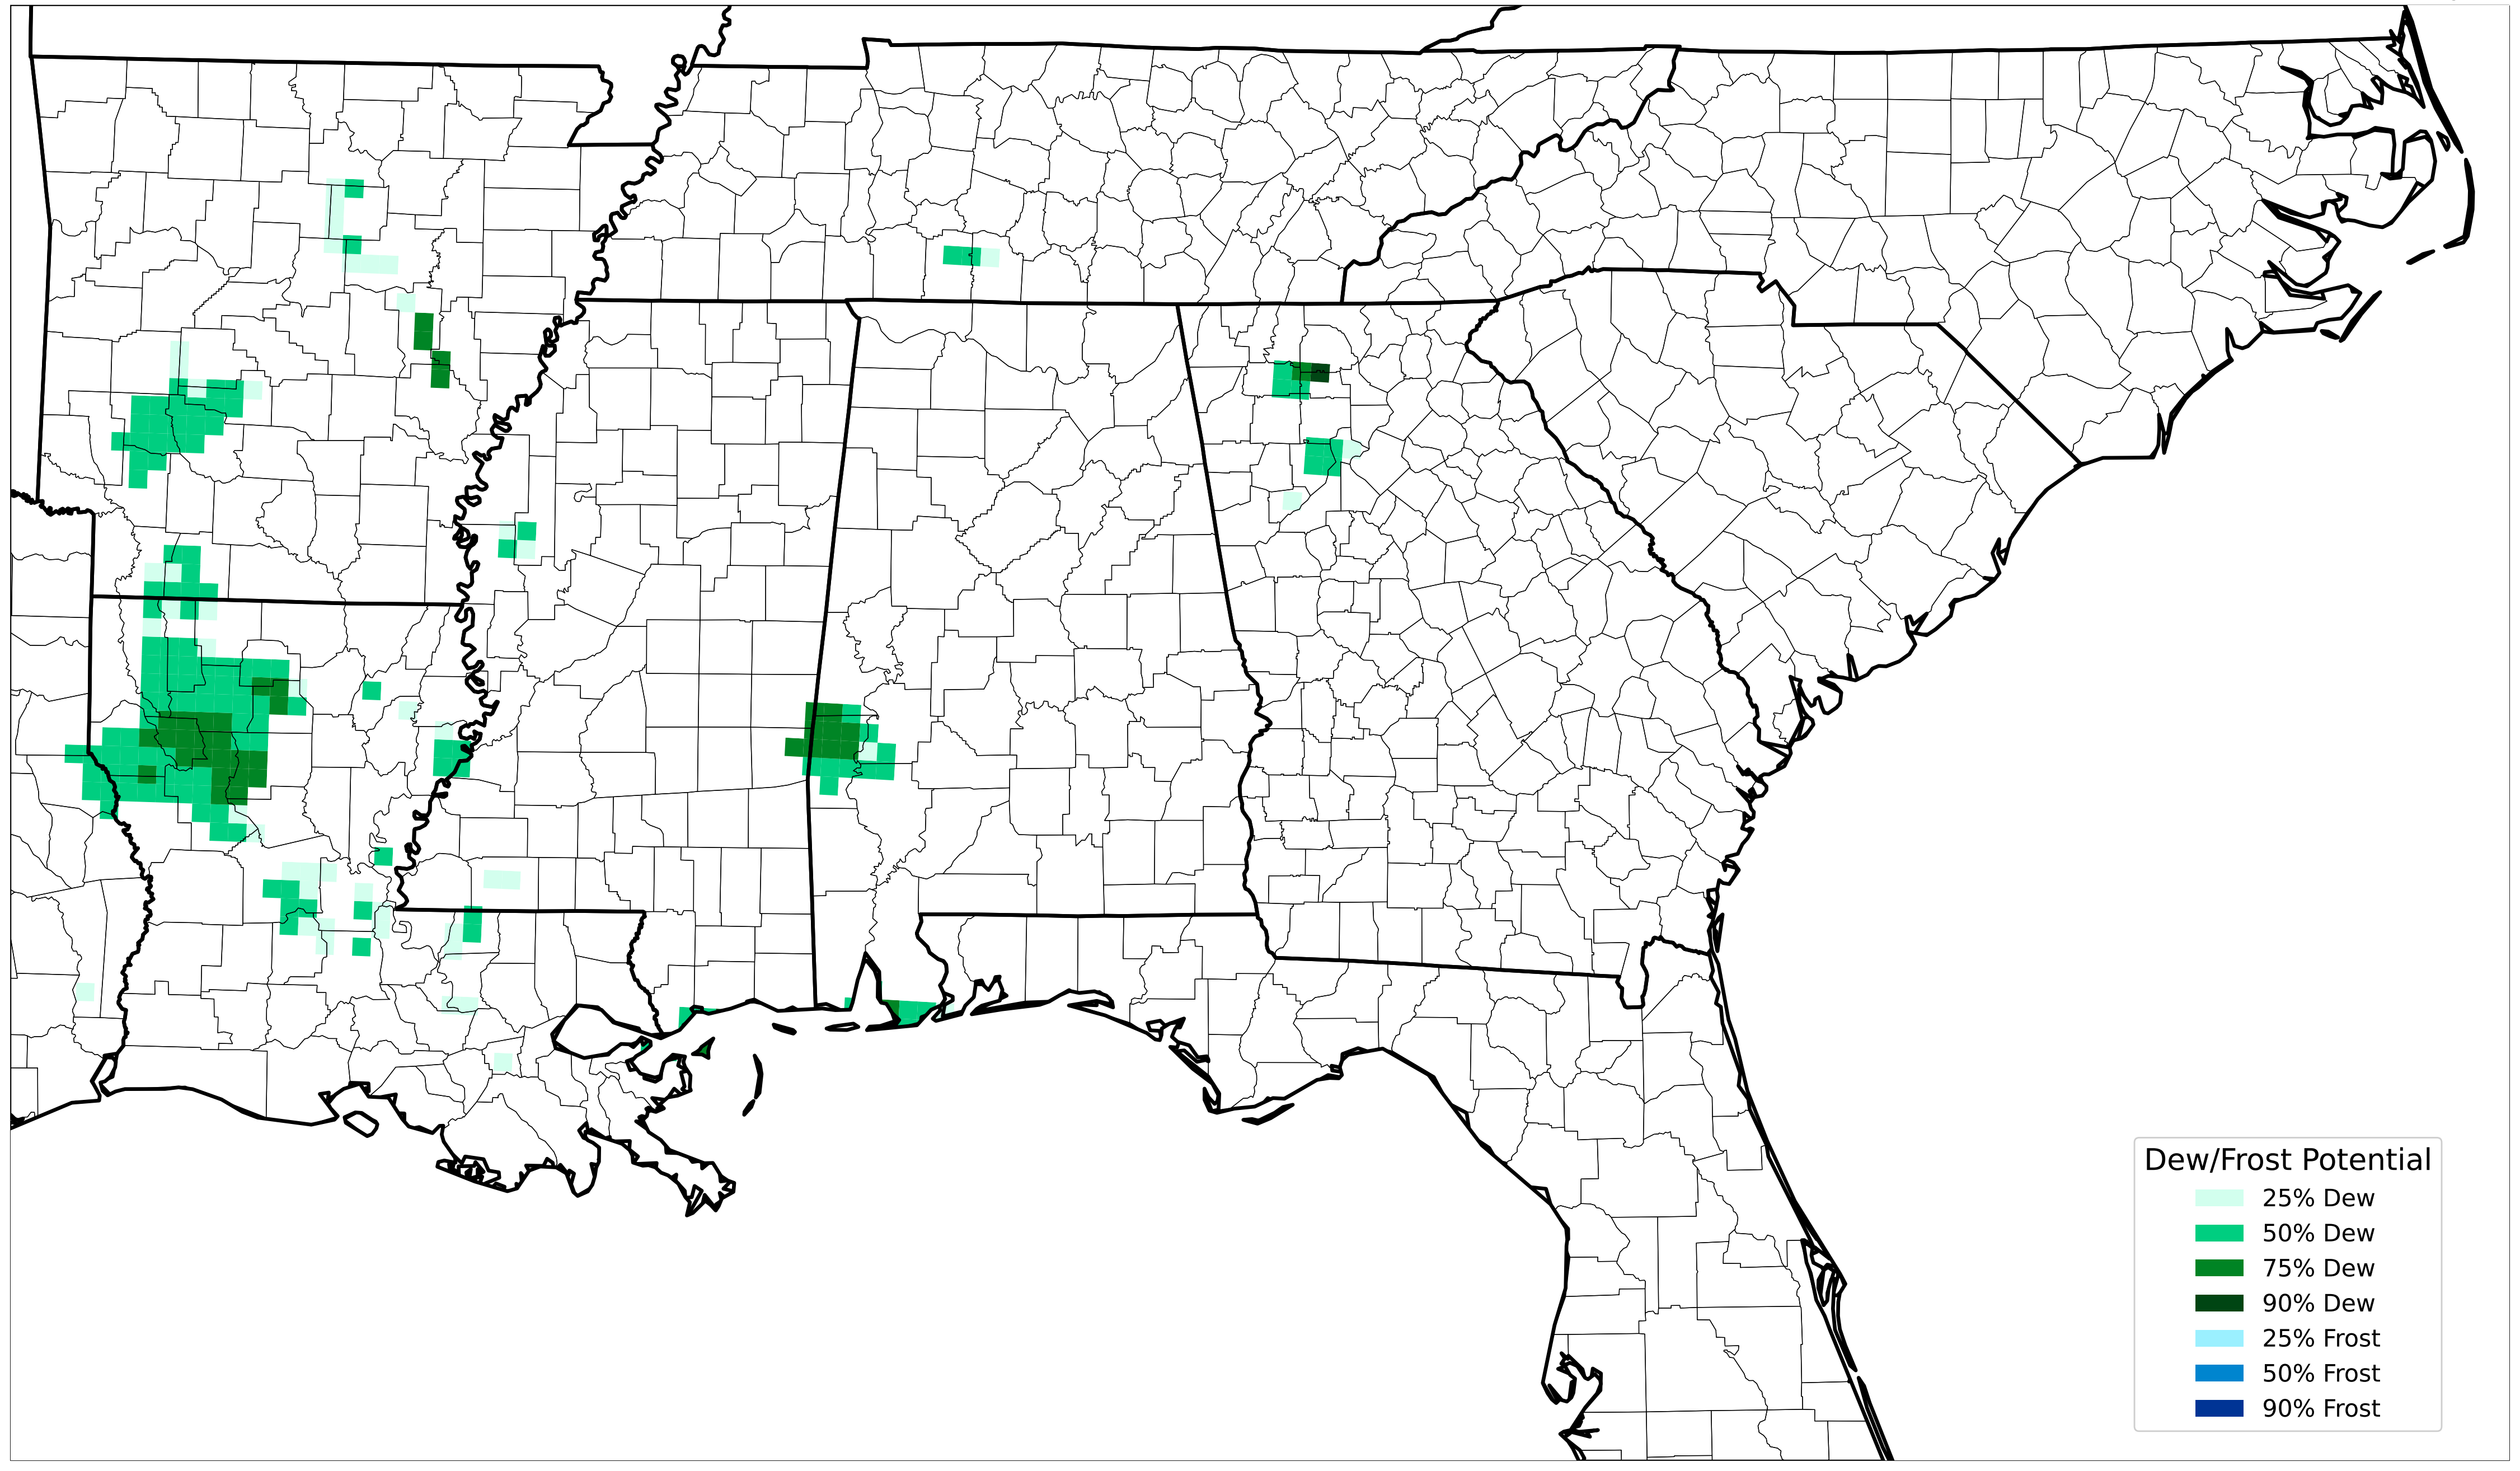 Dew/Frost Potential
25% Dew
50% Dew
75% Dew
90% Dew
25% Frost
50% Frost
90% Frost